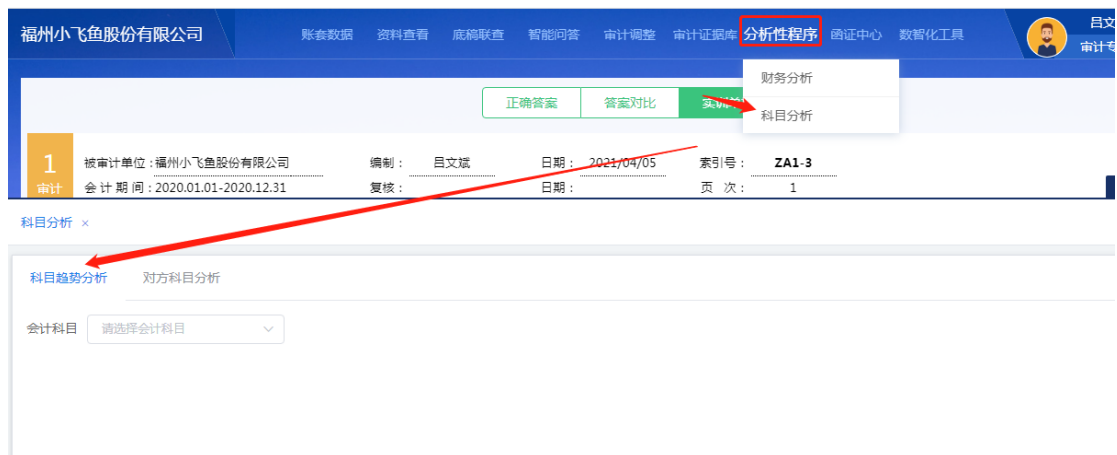 福州小飞鱼股份有限公司 账套数据 资料查看 底稿联查 智能问答 审计调整 审计证据库 分析性程序 函证中心 数智化工具 吕文
审计专
财务分析
科目分析
正确答案 答案对比 实训
1 审计
被审计单位：福州小飞鱼股份有限公司 编制： 吕文斌 日期： 2021/04/05 索引号： ZA1-3
会计期间：2020.01.01-2020.12.31 复核： 日期： 页 次： 1
科目分析 ×
科目趋势分析 对方科目分析
会计科目 请选择会计科目